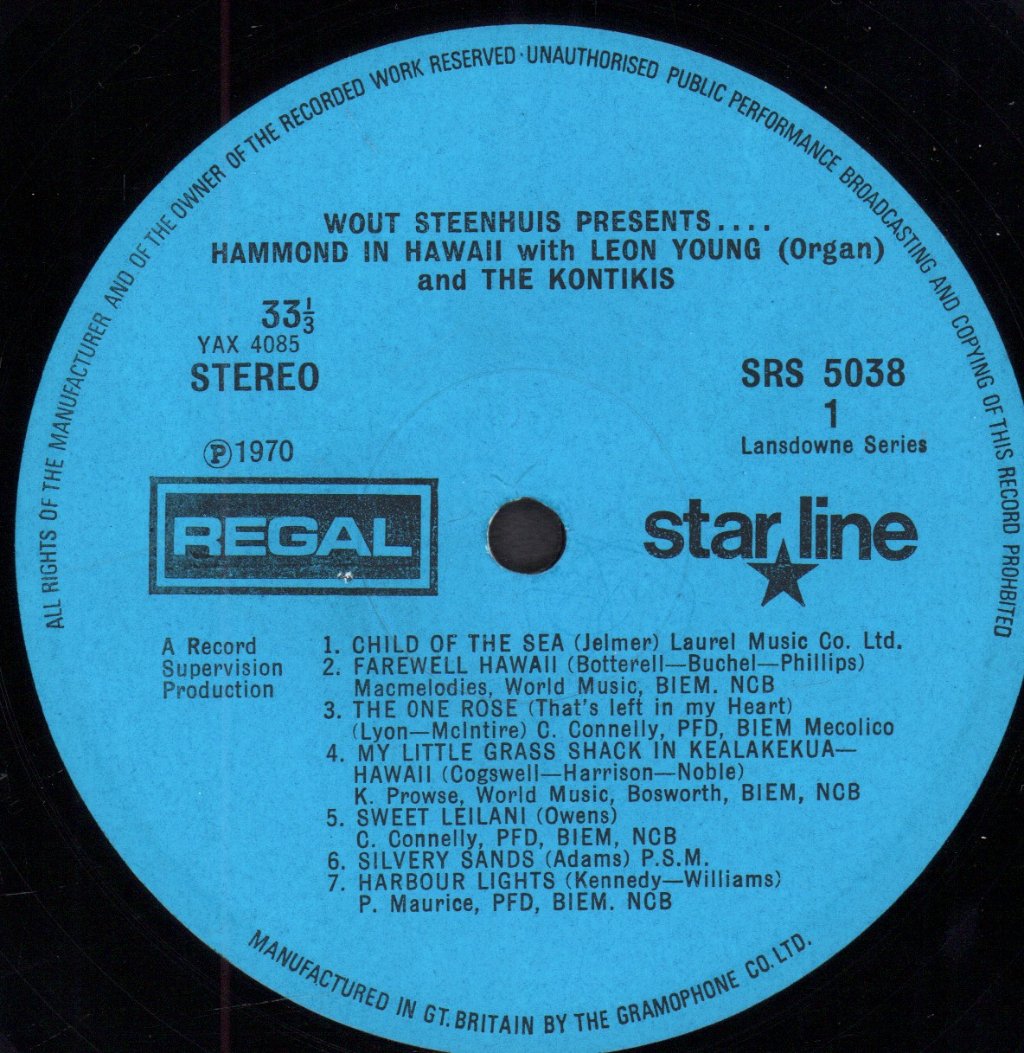 ALL RIGHTS OF THE MANUFACTURER AND OF THE OWNER OF THE RECORDED WORK RESERVED · UNAUTHORISED PUBLIC PERFORMANCE BROADCASTING AND COPYING OF THIS RECORD PROHIBITED
WOUT STEENHUIS PRESENTS....
HAMMOND IN HAWAII with LEON YOUNG (Organ)
and THE KONTIKIS
33⅓
YAX 4085
STEREO
SRS 5038
1
Lansdowne Series
Ⓟ1970
REGAL
starline
A Record
Supervision
Production
1. CHILD OF THE SEA (Jelmer) Laurel Music Co. Ltd.
2. FAREWELL HAWAII (Botterell—Buchel—Phillips)
Macmelodies, World Music, BIEM. NCB
3. THE ONE ROSE (That's left in my Heart)
(Lyon—McIntire) C. Connelly, PFD, BIEM Mecolico
4. MY LITTLE GRASS SHACK IN KEALAKEKUA—
HAWAII (Cogswell—Harrison—Noble)
K. Prowse, World Music, Bosworth, BIEM, NCB
5. SWEET LEILANI (Owens)
C. Connelly, PFD, BIEM, NCB
6. SILVERY SANDS (Adams) P.S.M.
7. HARBOUR LIGHTS (Kennedy—Williams)
P. Maurice, PFD, BIEM. NCB
MANUFACTURED IN GT. BRITAIN BY THE GRAMOPHONE CO. LTD.